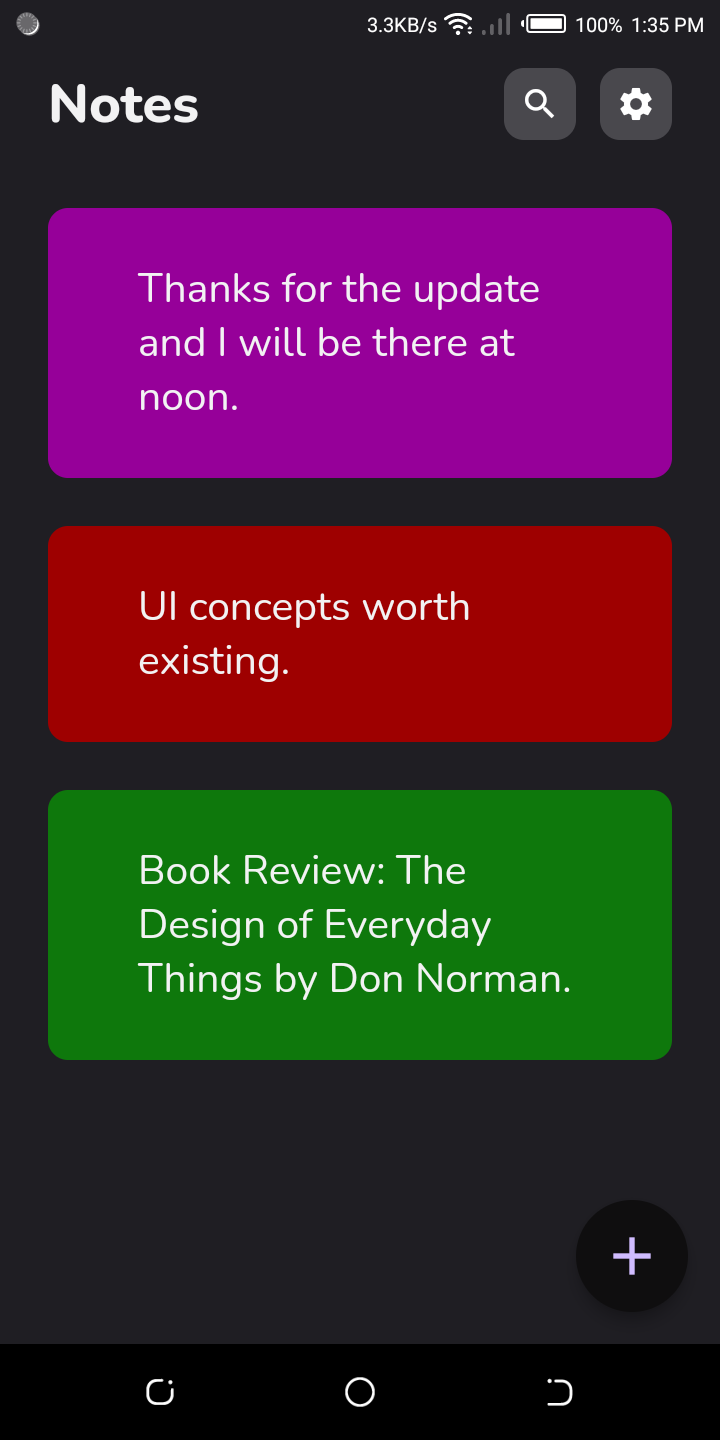 3.3KB/s 100% 1:35 PM
Notes
Thanks for the update
and I will be there at
noon.
UI concepts worth
existing.
Book Review: The
Design of Everyday
Things by Don Norman.